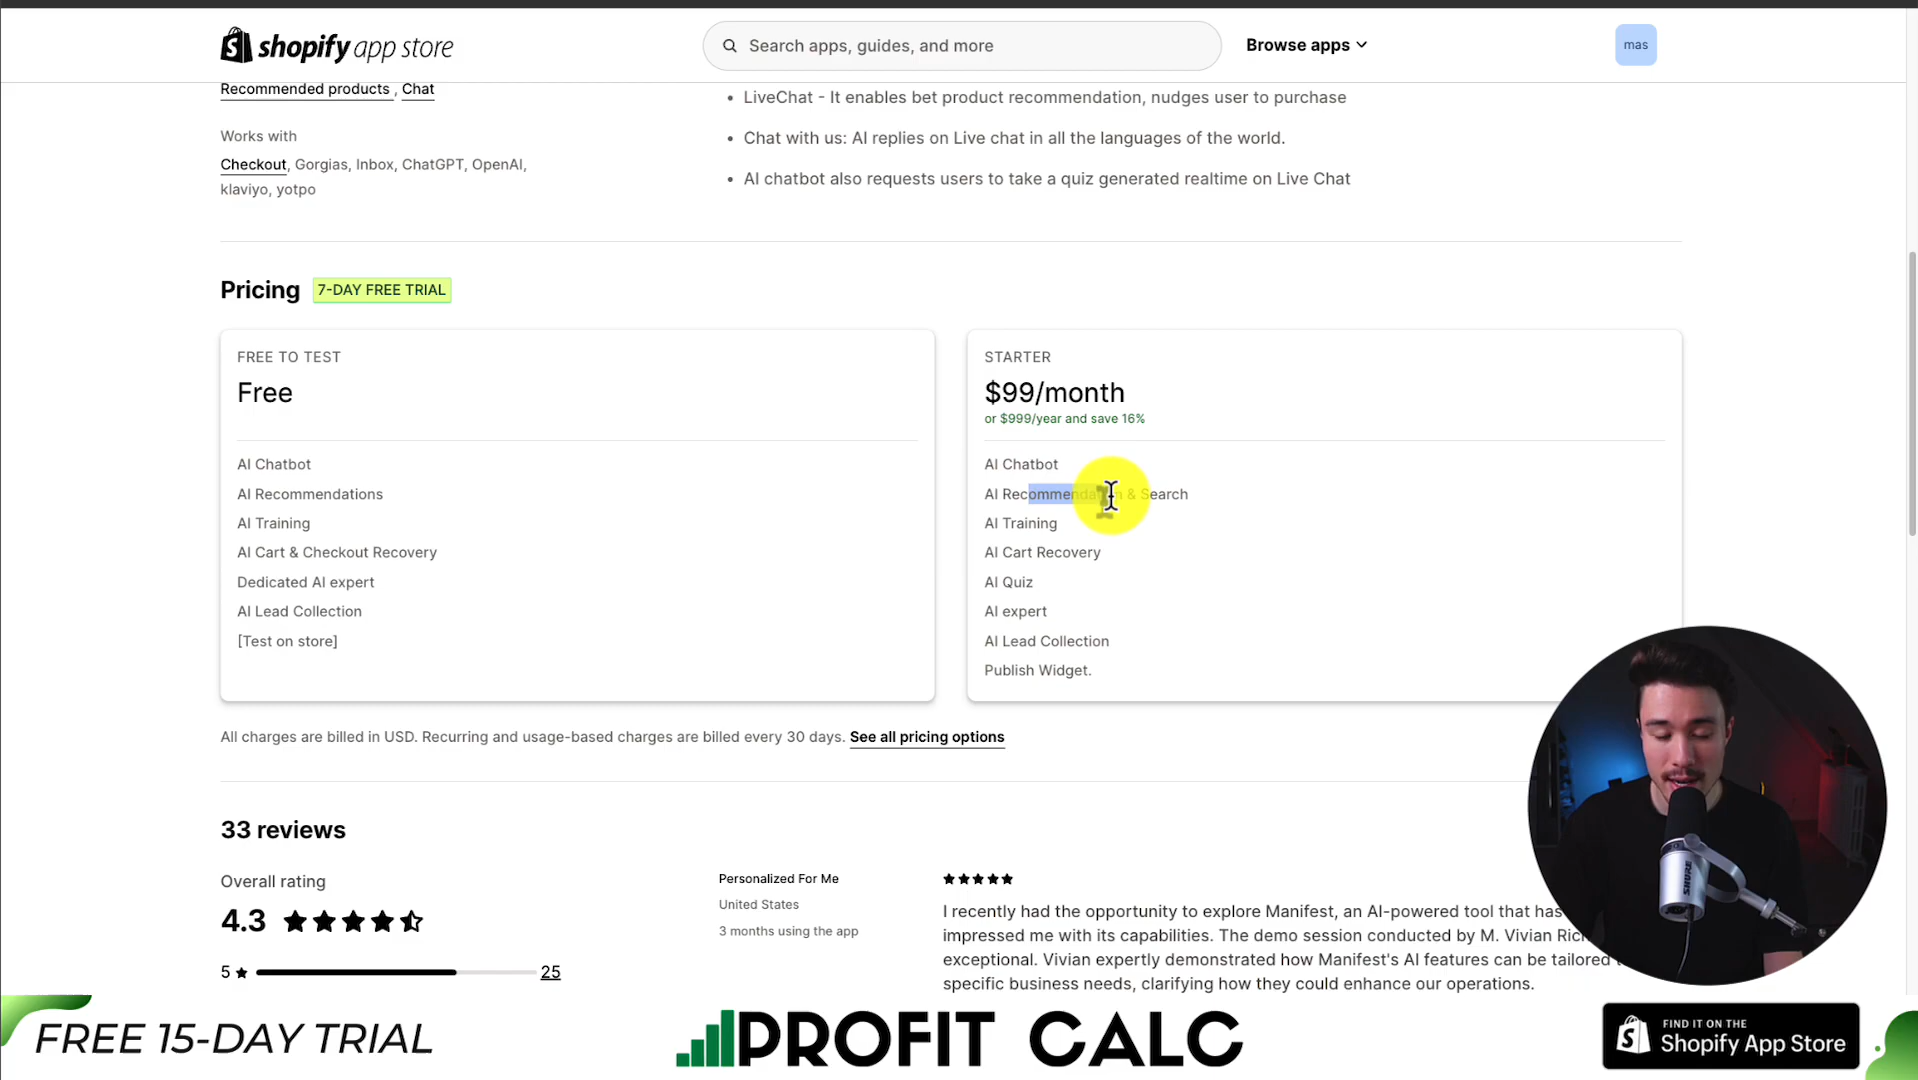 shopify app store
Search apps, guides, and more
Browse apps
mas
Recommended products , Chat
Works with
Checkout, Gorgias, Inbox, ChatGPT, OpenAI,
klaviyo, yotpo
LiveChat - It enables bet product recommendation, nudges user to purchase
Chat with us: AI replies on Live chat in all the languages of the world.
AI chatbot also requests users to take a quiz generated realtime on Live Chat
Pricing
7-DAY FREE TRIAL
FREE TO TEST
Free
AI Chatbot
AI Recommendations
AI Training
AI Cart & Checkout Recovery
Dedicated AI expert
AI Lead Collection
[Test on store]
STARTER
$99/month
or $999/year and save 16%
AI Chatbot
AI Recommendation & Search
AI Training
AI Cart Recovery
AI Quiz
AI expert
AI Lead Collection
Publish Widget.
All charges are billed in USD. Recurring and usage-based charges are billed every 30 days. See all pricing options
33 reviews
Overall rating
4.3
5
25
Personalized For Me
United States
3 months using the app
I recently had the opportunity to explore Manifest, an AI-powered tool that has
impressed me with its capabilities. The demo session conducted by M. Vivian
exceptional. Vivian expertly demonstrated how Manifest's AI features can be tailored
specific business needs, clarifying how they could enhance our operations.
SHURE
FREE 15-DAY TRIAL
PROFIT CALC
FIND IT ON THE
Shopify App Store